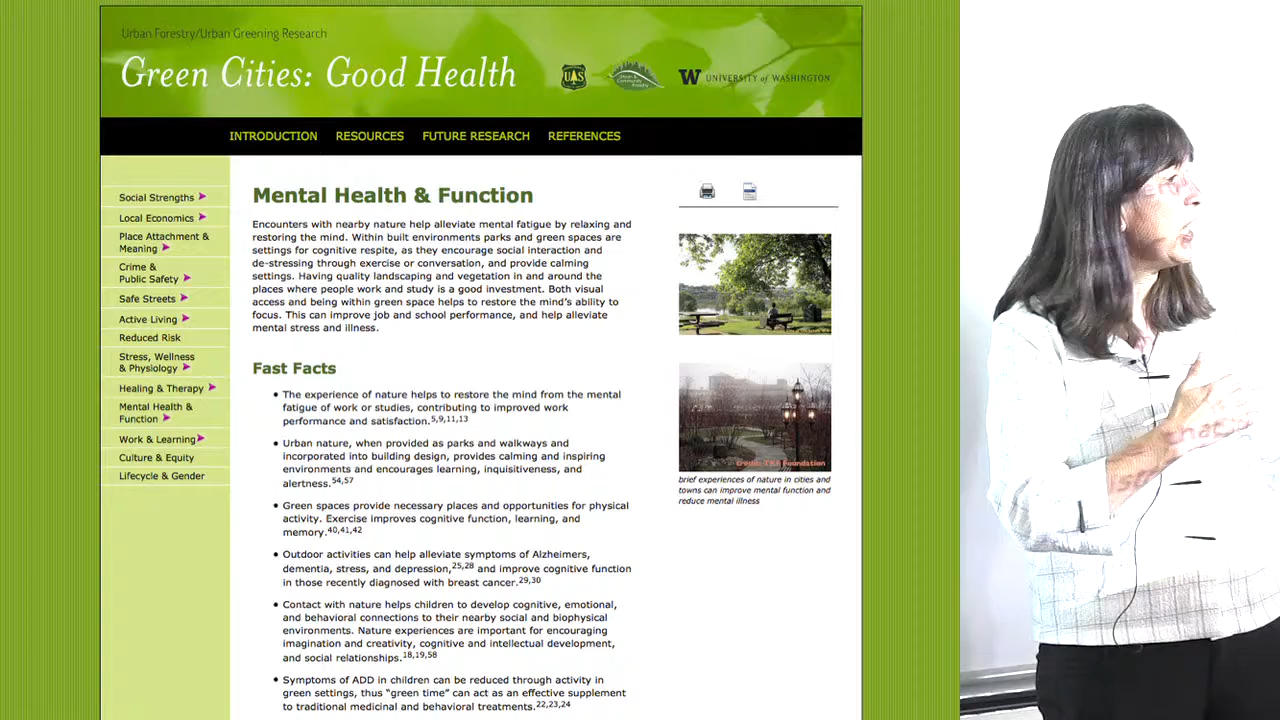 Urban Forestry/Urban Greening Research
Green Cities: Good Health
UAS
Urban &
Community
Forestry
W UNIVERSITY of WASHINGTON
INTRODUCTION RESOURCES FUTURE RESEARCH REFERENCES
Social Strengths
Local Economics
Place Attachment &
Meaning
Crime &
Public Safety
Safe Streets
Active Living
Reduced Risk
Stress, Wellness
& Physiology
Healing & Therapy
Mental Health &
Function
Work & Learning
Culture & Equity
Lifecycle & Gender
Mental Health & Function
Encounters with nearby nature help alleviate mental fatigue by relaxing and
restoring the mind. Within built environments parks and green spaces are
settings for cognitive respite, as they encourage social interaction and
de-stressing through exercise or conversation, and provide calming
settings. Having quality landscaping and vegetation in and around the
places where people work and study is a good investment. Both visual
access and being within green space helps to restore the mind's ability to
focus. This can improve job and school performance, and help alleviate
mental stress and illness.
Fast Facts
• The experience of nature helps to restore the mind from the mental
fatigue of work or studies, contributing to improved work
performance and satisfaction.5,9,11,13
• Urban nature, when provided as parks and walkways and
incorporated into building design, provides calming and inspiring
environments and encourages learning, inquisitiveness, and
alertness.54,57
• Green spaces provide necessary places and opportunities for physical
activity. Exercise improves cognitive function, learning, and
memory.40,41,42
• Outdoor activities can help alleviate symptoms of Alzheimers,
dementia, stress, and depression,25,28 and improve cognitive function
in those recently diagnosed with breast cancer.29,30
• Contact with nature helps children to develop cognitive, emotional,
and behavioral connections to their nearby social and biophysical
environments. Nature experiences are important for encouraging
imagination and creativity, cognitive and intellectual development,
and social relationships.18,19,58
• Symptoms of ADD in children can be reduced through activity in
green settings, thus “green time” can act as an effective supplement
to traditional medicinal and behavioral treatments.22,23,24
Credit: TKF Foundation
brief experiences of nature in cities and
towns can improve mental function and
reduce mental illness